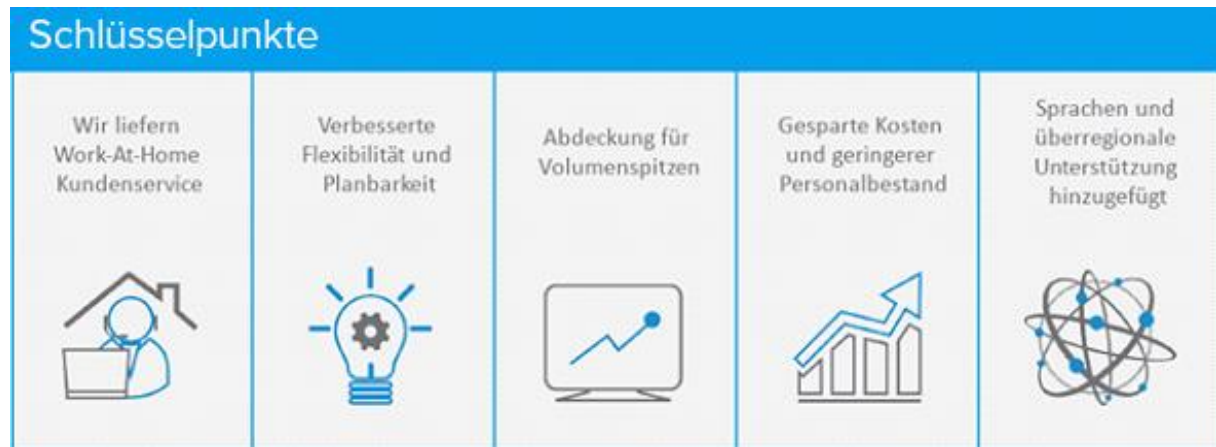 Schlüsselpunkte
Wir liefern
Work-At-Home
Kundenservice
Verbesserte
Flexibilität und
Planbarkeit
Abdeckung für
Volumenspitzen
Gesparte Kosten
und geringerer
Personalbestand
Sprachen und
überregionale
Unterstützung
hinzugefügt